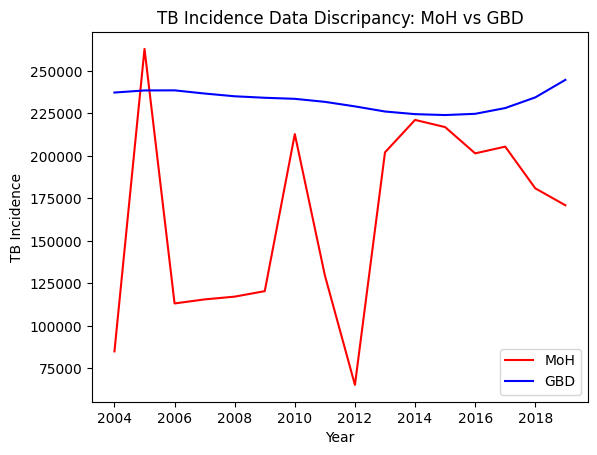 TB Incidence Data Discripancy: MoH vs GBD
250000
225000
200000
175000
150000
125000
100000
75000
TB Incidence
2004 2006 2008 2010 2012 2014 2016 2018
Year
MoH
GBD